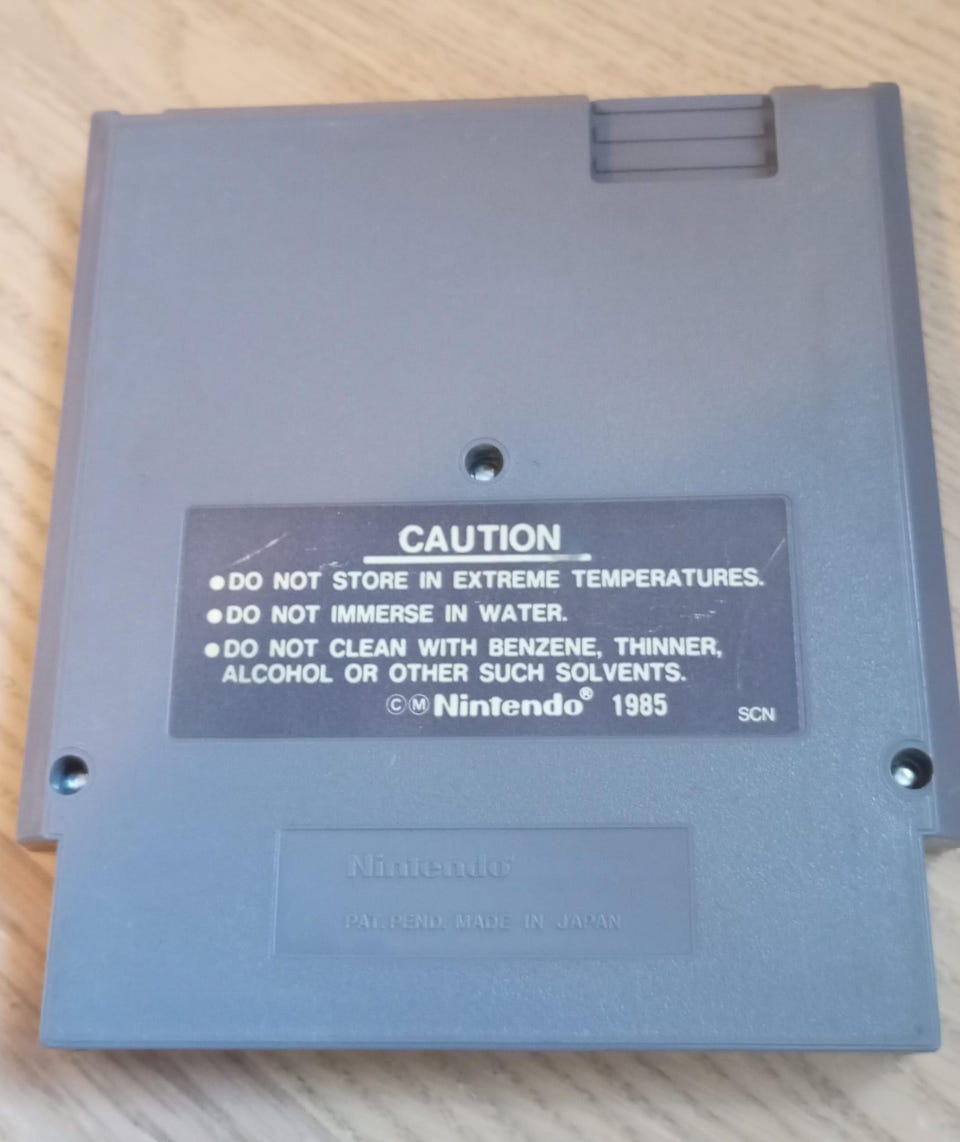 CAUTION
●DO NOT STORE IN EXTREME TEMPERATURES.
●DO NOT IMMERSE IN WATER.
●DO NOT CLEAN WITH BENZENE, THINNER,
ALCOHOL OR OTHER SUCH SOLVENTS.
ⒸⓂNintendo® 1985
SCN
Nintendo
PAT. PEND. MADE IN JAPAN